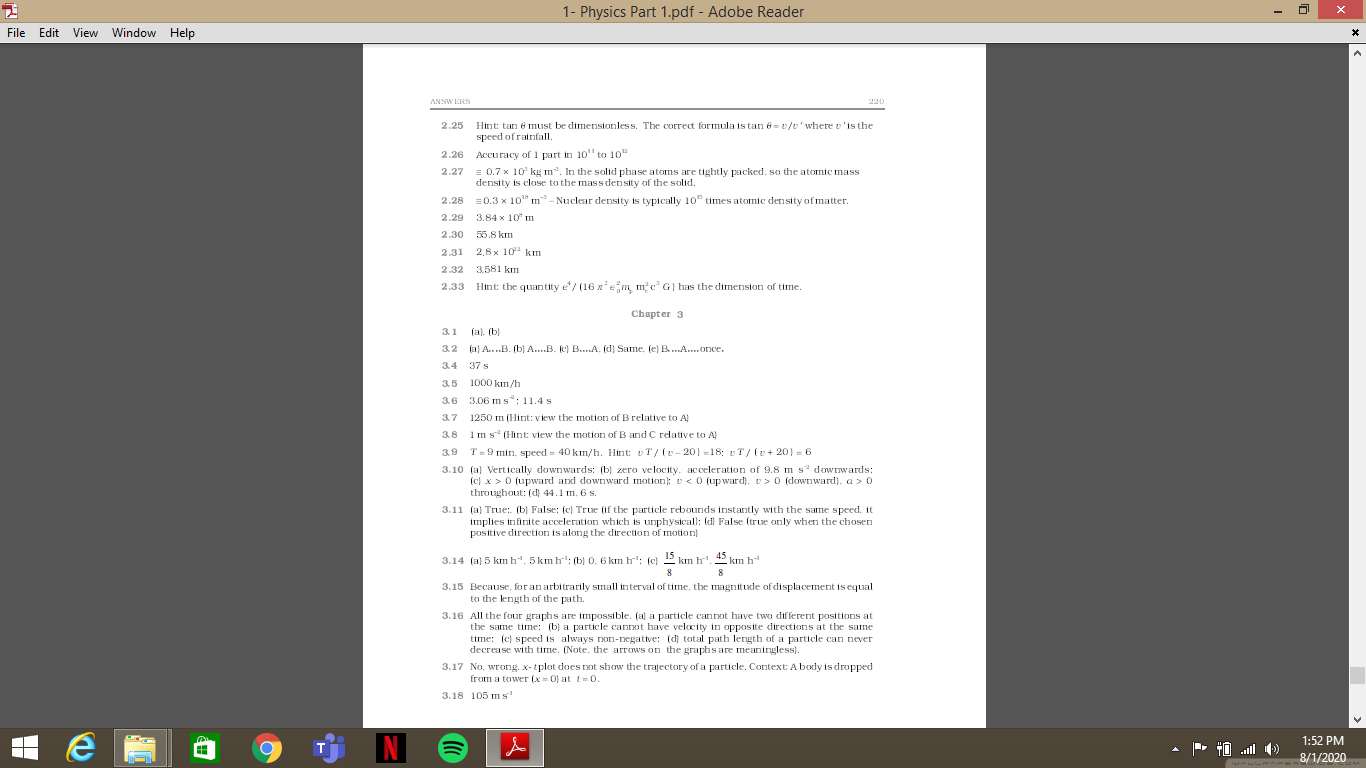 1- Physics Part 1.pdf - Adobe Reader
File Edit View Window Help
ANSWERS 220
2.25 Hint: tan θ must be dimensionless. The correct formula is tan θ = v/v ′ where v ′ is the
speed of rainfall.
2.26 Accuracy of 1 part in 10¹¹ to 10¹²
2.27 ≅ 0.7 × 10³ kg m⁻³. In the solid phase atoms are tightly packed, so the atomic mass
density is close to the mass density of the solid.
2.28 ≅ 0.3 × 10¹⁸ m⁻³ – Nuclear density is typically 10¹⁵ times atomic density of matter.
2.29 3.84 × 10⁸ m
2.30 55.8 km
2.31 2.8 × 10²² km
2.32 3,581 km
2.33 Hint: the quantity e⁴ / (16 π² ϵ₀² mₚ mₑ² c³ G ) has the dimension of time.
Chapter 3
3.1 (a), (b)
3.2 (a) A....B, (b) A....B, (c) B....A, (d) Same, (e) B....A....once.
3.4 37 s
3.5 1000 km/h
3.6 3.06 m s⁻² ; 11.4 s
3.7 1250 m (Hint: view the motion of B relative to A)
3.8 1 m s⁻² (Hint: view the motion of B and C relative to A)
3.9 T = 9 min, speed = 40 km/h. Hint: v T / ( v – 20 ) =18; v T / ( v + 20 ) = 6
3.10 (a) Vertically downwards; (b) zero velocity, acceleration of 9.8 m s⁻² downwards;
(c) x > 0 (upward and downward motion); v < 0 (upward), v > 0 (downward), a > 0
throughout; (d) 44.1 m, 6 s.
3.11 (a) True;, (b) False; (c) True (if the particle rebounds instantly with the same speed, it
implies infinite acceleration which is unphysical); (d) False (true only when the chosen
positive direction is along the direction of motion)
3.14 (a) 5 km h⁻¹, 5 km h⁻¹; (b) 0, 6 km h⁻¹; (c) 15/8 km h⁻¹, 45/8 km h⁻¹
3.15 Because, for an arbitrarily small interval of time, the magnitude of displacement is equal
to the length of the path.
3.16 All the four graphs are impossible. (a) a particle cannot have two different positions at
the same time; (b) a particle cannot have velocity in opposite directions at the same
time; (c) speed is always non-negative; (d) total path length of a particle can never
decrease with time. (Note, the arrows on the graphs are meaningless).
3.17 No, wrong. x- t plot does not show the trajectory of a particle. Context: A body is dropped
from a tower (x = 0) at t = 0.
3.18 105 m s⁻¹
1:52 PM
8/1/2020